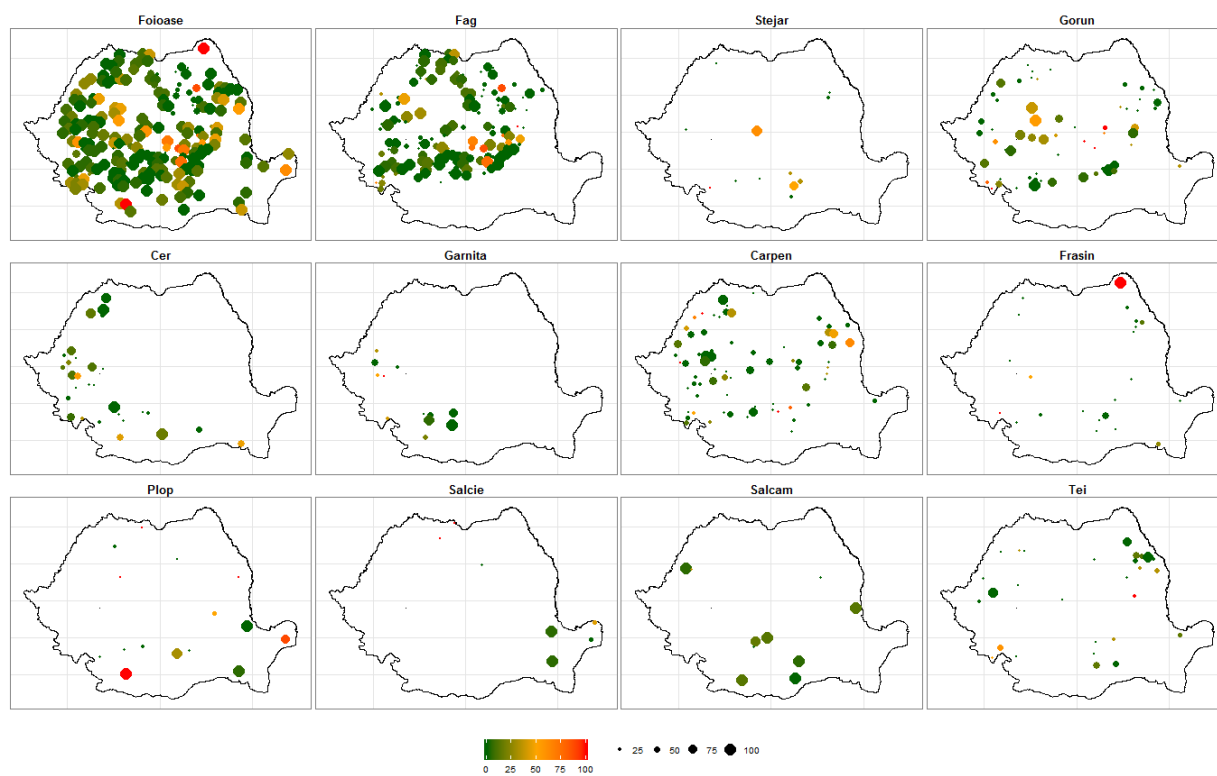 Foioase Fag Stejar Gorun
Cer Garnita Carpen Frasin
Plop Salcie Salcam Tei
0 25 50 75 100 25 50 75 100